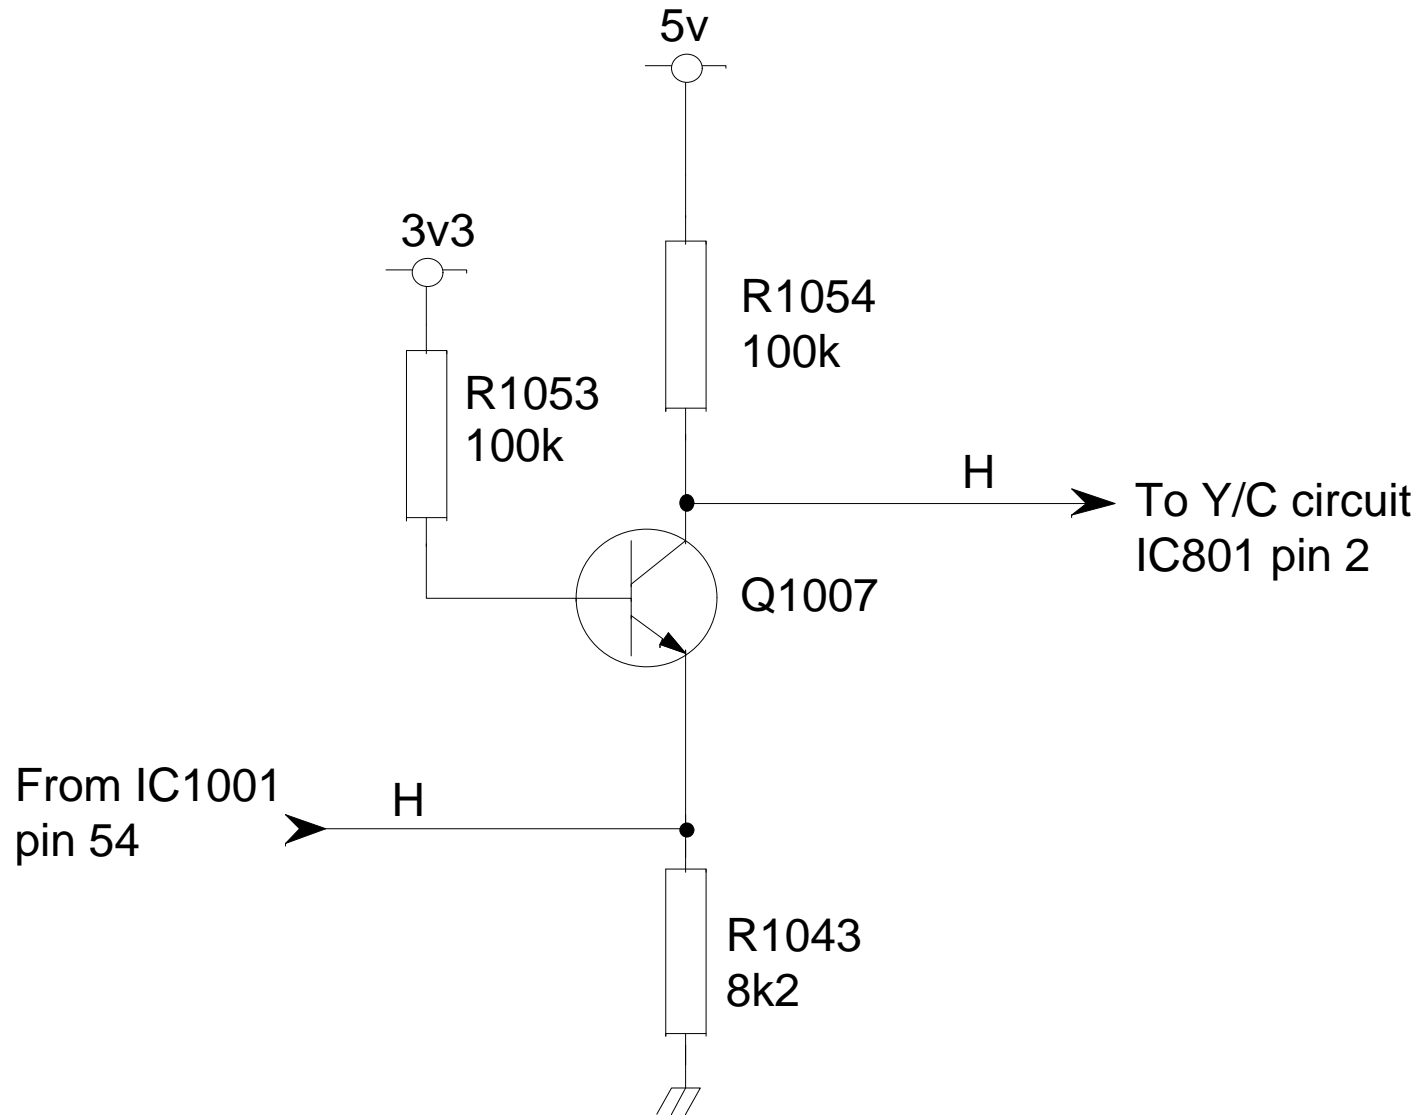 5v
3v3
R1054
100k
R1053
100k
H
To Y/C circuit
IC801 pin 2
Q1007
From IC1001
pin 54
H
R1043
8k2